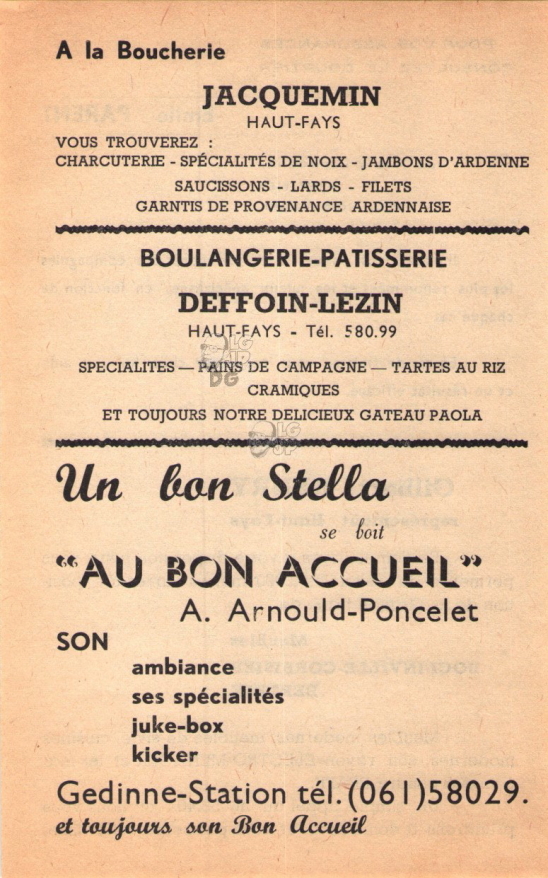 A la Boucherie
JACQUEMIN
HAUT-FAYS
VOUS TROUVEREZ :
CHARCUTERIE - SPÉCIALITÉS DE NOIX - JAMBONS D'ARDENNE
SAUCISSONS - LARDS - FILETS
GARNTIS DE PROVENANCE ARDENNAISE
BOULANGERIE-PATISSERIE
DEFFOIN-LEZIN
HAUT-FAYS - Tél. 580.99
SPECIALITES — PAINS DE CAMPAGNE — TARTES AU RIZ
CRAMIQUES
ET TOUJOURS NOTRE DELICIEUX GATEAU PAOLA
Un bon Stella
se boit
“AU BON ACCUEIL”
A. Arnould-Poncelet
SON
ambiance
ses spécialités
juke-box
kicker
Gedinne-Station tél. (061)58029.
et toujours son Bon Accueil